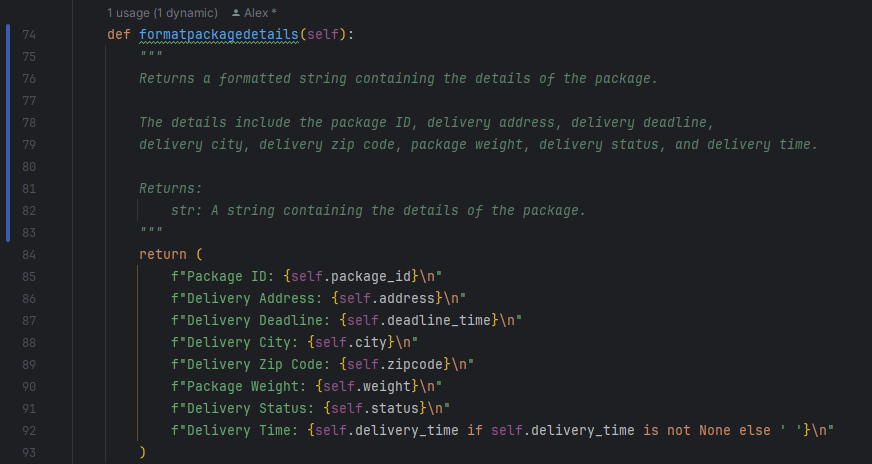 1 usage (1 dynamic) Alex *
74 def formatpackagedetails(self):
75 """
76 Returns a formatted string containing the details of the package.
77
78 The details include the package ID, delivery address, delivery deadline,
79 delivery city, delivery zip code, package weight, delivery status, and delivery time.
80
81 Returns:
82 str: A string containing the details of the package.
83 """
84 return (
85 f"Package ID: {self.package_id}\n"
86 f"Delivery Address: {self.address}\n"
87 f"Delivery Deadline: {self.deadline_time}\n"
88 f"Delivery City: {self.city}\n"
89 f"Delivery Zip Code: {self.zipcode}\n"
90 f"Package Weight: {self.weight}\n"
91 f"Delivery Status: {self.status}\n"
92 f"Delivery Time: {self.delivery_time if self.delivery_time is not None else ' '}\n"
93 )